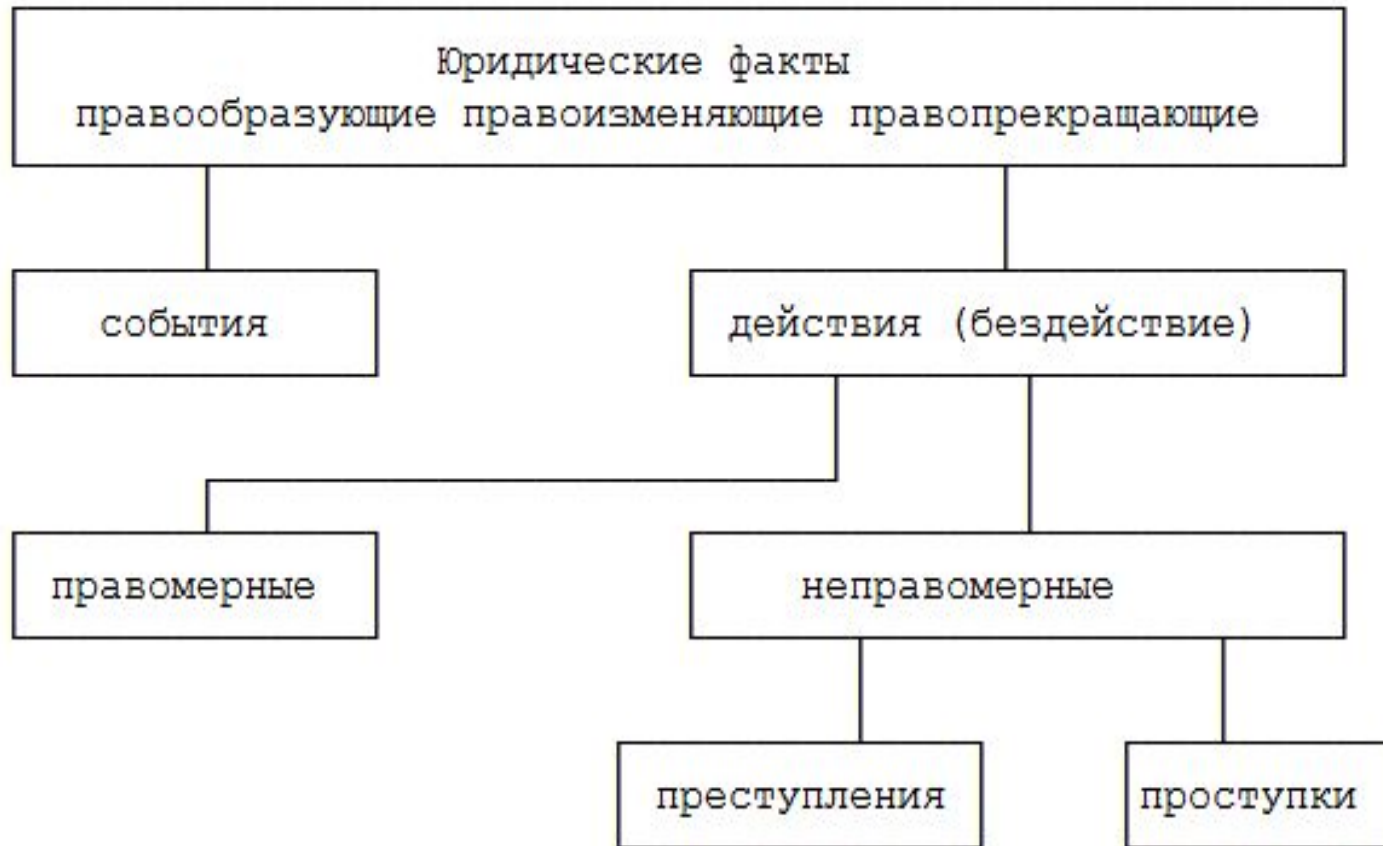 Юридические факты
правообразующие правоизменяющие правопрекращающие
события
действия (бездействие)
правомерные
неправомерные
преступления
проступки